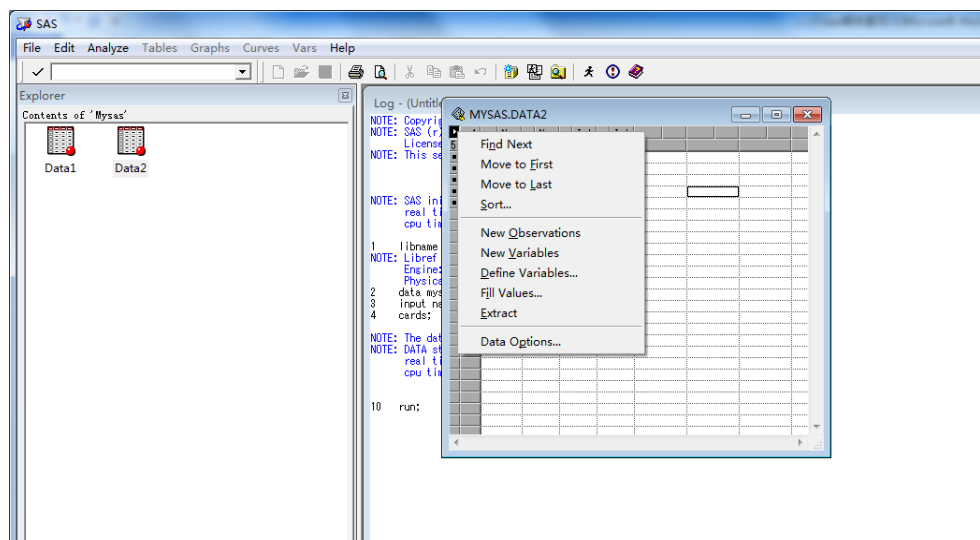 SAS
File Edit Analyze Tables Graphs Curves Vars Help
Explorer
Contents of 'Mysas'
Data1
Data2
Log - (Untitle
NOTE: Copyrig
NOTE: SAS (r)
License
NOTE: This se
NOTE: SAS ini
real ti
cpu tim
1 libname
NOTE: Libref
Engine:
Physica
2 data mys
3 input na
4 cards;
NOTE: The dat
NOTE: DATA st
real ti
cpu tim
10 run;
MYSAS.DATA2
5
Find Next
Move to First
Move to Last
Sort...
New Observations
New Variables
Define Variables...
Fill Values...
Extract
Data Options...